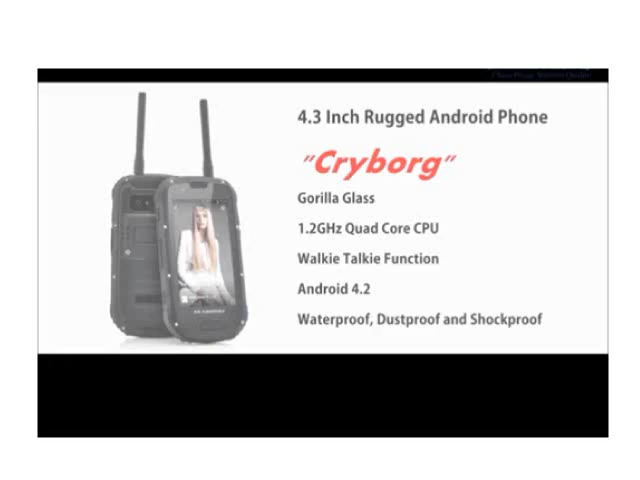 4.3 Inch Rugged Android Phone
"Cryborg"
Gorilla Glass
1.2GHz Quad Core CPU
Walkie Talkie Function
Android 4.2
Waterproof, Dustproof and Shockproof